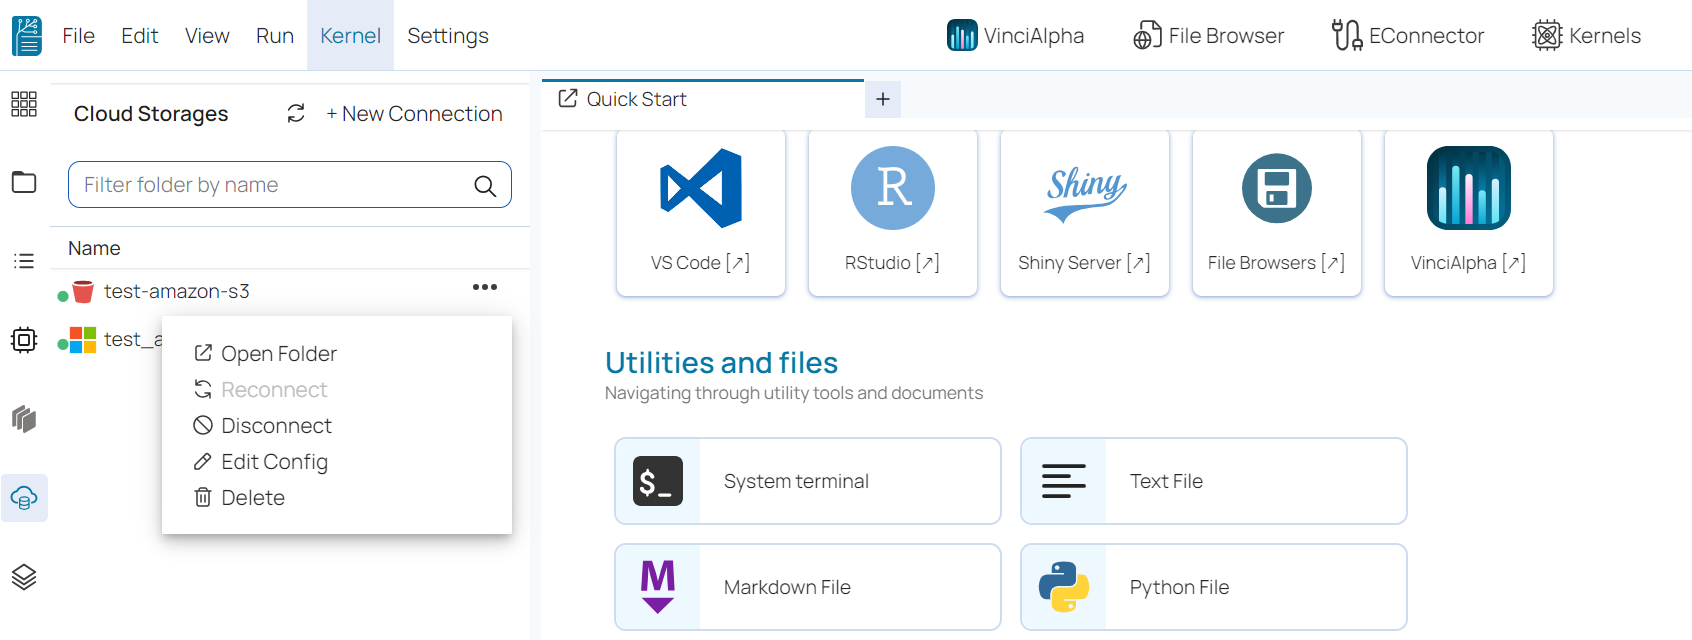 File Edit View Run Kernel Settings VinciAlpha File Browser EConnector Kernels
Cloud Storages + New Connection
Filter folder by name
Name
test-amazon-s3 •••
test_a
Open Folder
Reconnect
Disconnect
Edit Config
Delete
Quick Start +
R
Shiny
VS Code [↗] RStudio [↗] Shiny Server [↗] File Browsers [↗] VinciAlpha [↗]
Utilities and files
Navigating through utility tools and documents
$_ System terminal Text File
M Markdown File Python File